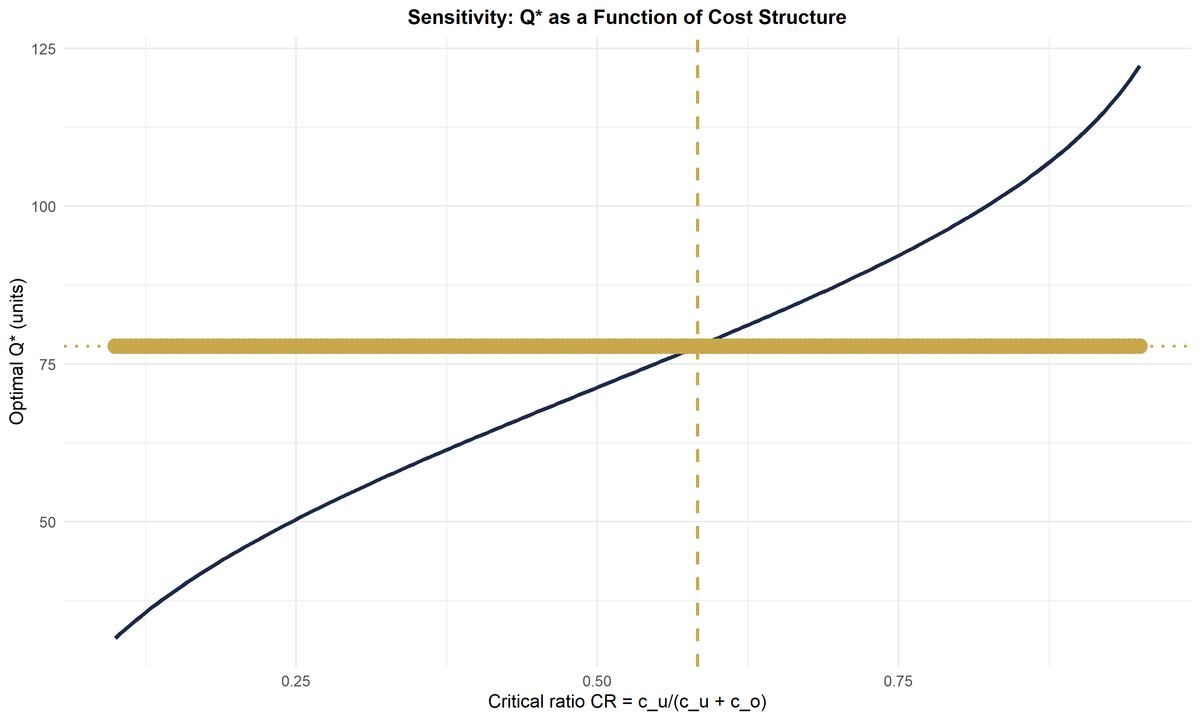 Sensitivity: Q* as a Function of Cost Structure
125
100
75
50
Optimal Q* (units)
0.25 0.50 0.75
Critical ratio CR = c_u/(c_u + c_o)